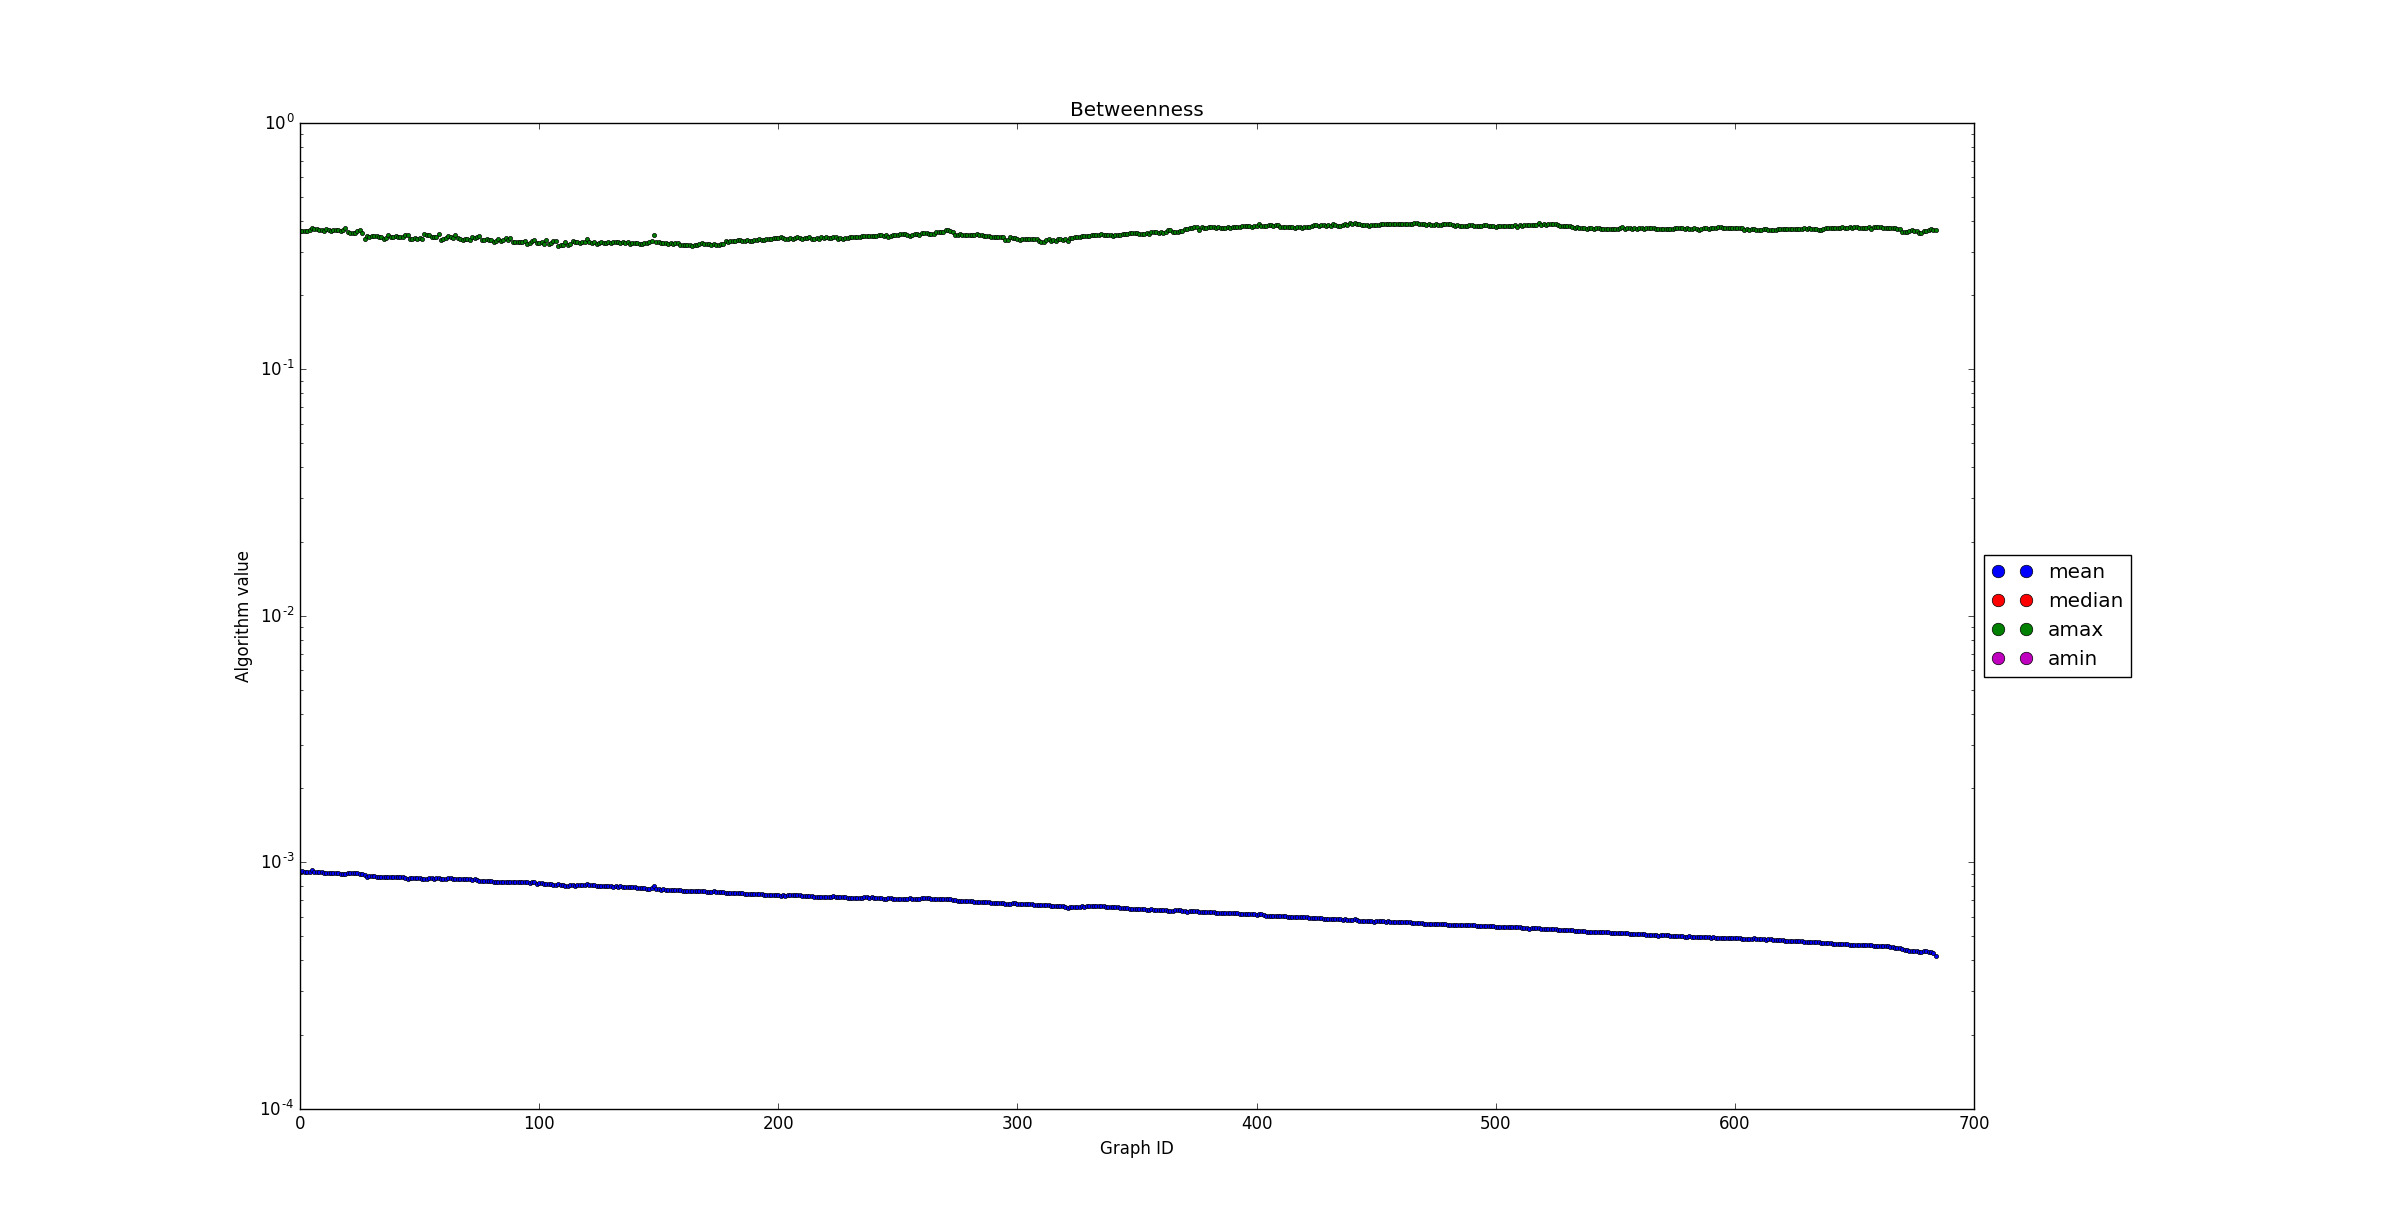 Betweenness
10^0
10^-1
10^-2
10^-3
10^-4
Algorithm value
0 100 200 300 400 500 600 700
Graph ID
mean
median
amax
amin